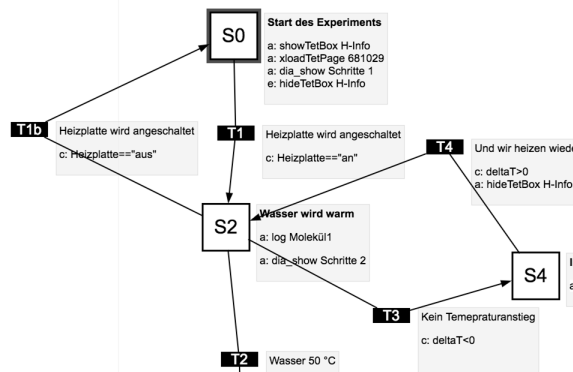 S0
Start des Experiments
a: showTetBox H-Info
a: xloadTetPage 681029
a: dia_show Schritte 1
e: hideTetBox H-Info
T1b
Heizplatte wird angeschaltet
c: Heizplatte=="aus"
T1
Heizplatte wird angeschaltet
c: Heizplatte=="an"
T4
Und wir heizen wiede
c: deltaT>0
a: hideTetBox H-Info
S2
Wasser wird warm
a: log Molekül1
a: dia_show Schritte 2
S4
a
T3
Kein Temepraturanstieg
c: deltaT<0
T2
Wasser 50 °C